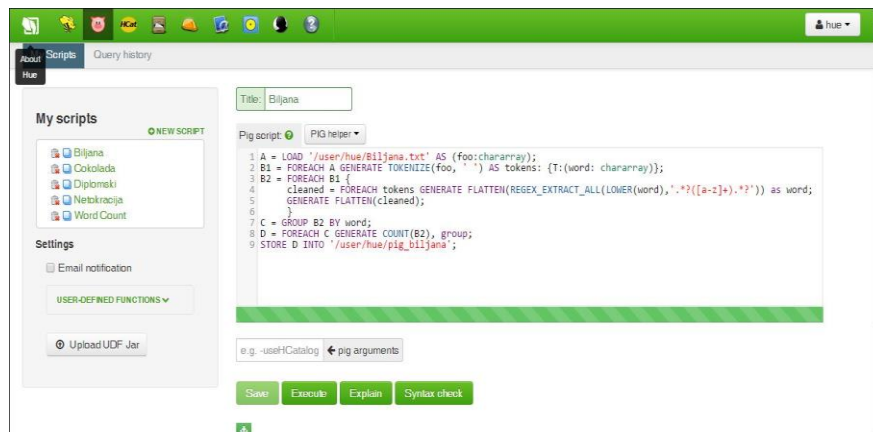 HCat
hue
About
Hue
My Scripts
Query history
My scripts
NEW SCRIPT
Biljana
Cokolada
Diplomski
Netokracija
Word Count
Settings
Email notification
USER-DEFINED FUNCTIONS
Upload UDF Jar
Title: Biljana
Pig script: PIG helper
1 A = LOAD '/user/hue/Biljana.txt' AS (foo:chararray);
2 B1 = FOREACH A GENERATE TOKENIZE(foo, ' ') AS tokens: {T:(word: chararray)};
3 B2 = FOREACH B1 {
4 cleaned = FOREACH tokens GENERATE FLATTEN(REGEX_EXTRACT_ALL(LOWER(word),'.*?([a-z]+).*?')) as word;
5 GENERATE FLATTEN(cleaned);
6 }
7 C = GROUP B2 BY word;
8 D = FOREACH C GENERATE COUNT(B2), group;
9 STORE D INTO '/user/hue/pig_biljana';
e.g. -useHCatalog pig arguments
Save Execute Explain Syntax check